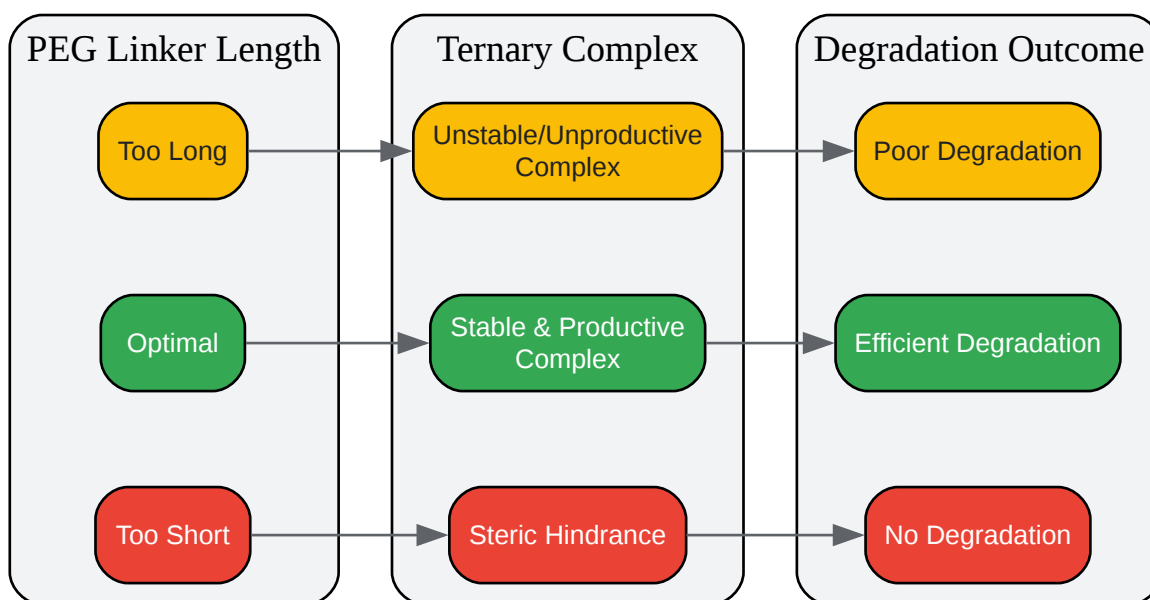 PEG Linker Length
Ternary Complex
Degradation Outcome
Too Long
Unstable/Unproductive
Complex
Poor Degradation
Optimal
Stable & Productive
Complex
Efficient Degradation
Too Short
Steric Hindrance
No Degradation